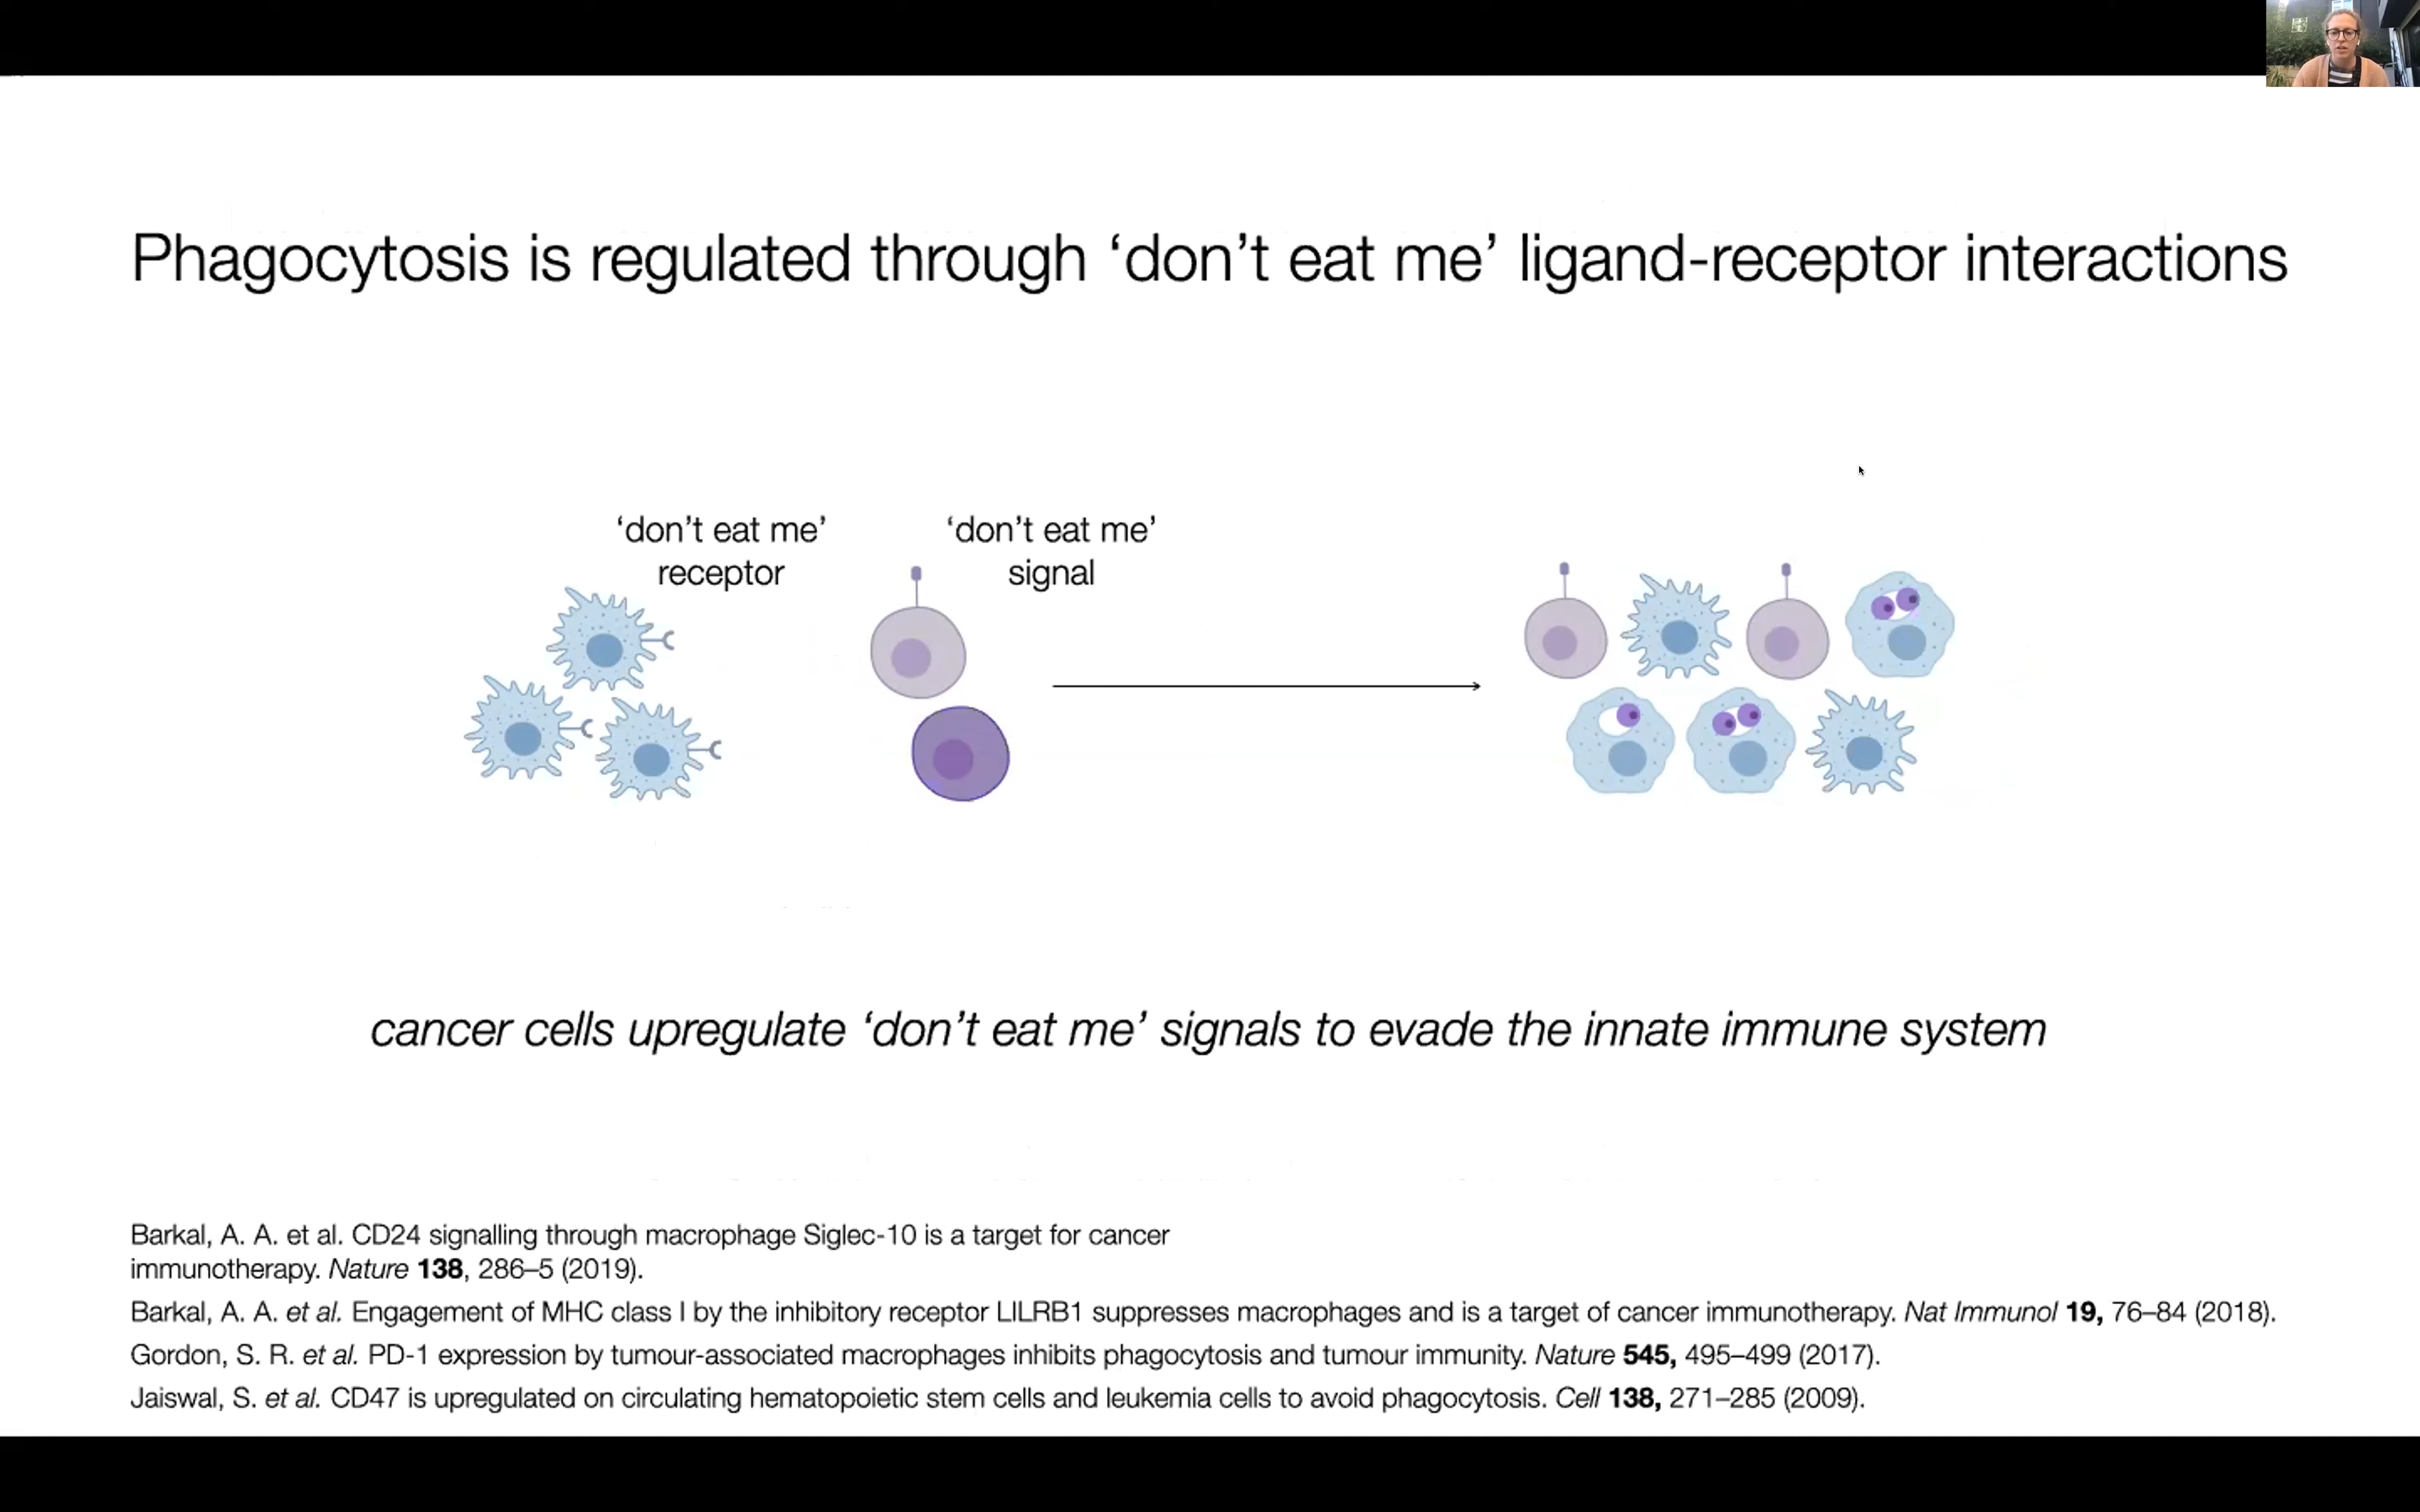 Phagocytosis is regulated through ‘don’t eat me’ ligand-receptor interactions
‘don’t eat me’
receptor
‘don’t eat me’
signal
cancer cells upregulate ‘don’t eat me’ signals to evade the innate immune system
Barkal, A. A. et al. CD24 signalling through macrophage Siglec-10 is a target for cancer
immunotherapy. Nature 138, 286–5 (2019).
Barkal, A. A. et al. Engagement of MHC class I by the inhibitory receptor LILRB1 suppresses macrophages and is a target of cancer immunotherapy. Nat Immunol 19, 76–84 (2018).
Gordon, S. R. et al. PD-1 expression by tumour-associated macrophages inhibits phagocytosis and tumour immunity. Nature 545, 495–499 (2017).
Jaiswal, S. et al. CD47 is upregulated on circulating hematopoietic stem cells and leukemia cells to avoid phagocytosis. Cell 138, 271–285 (2009).